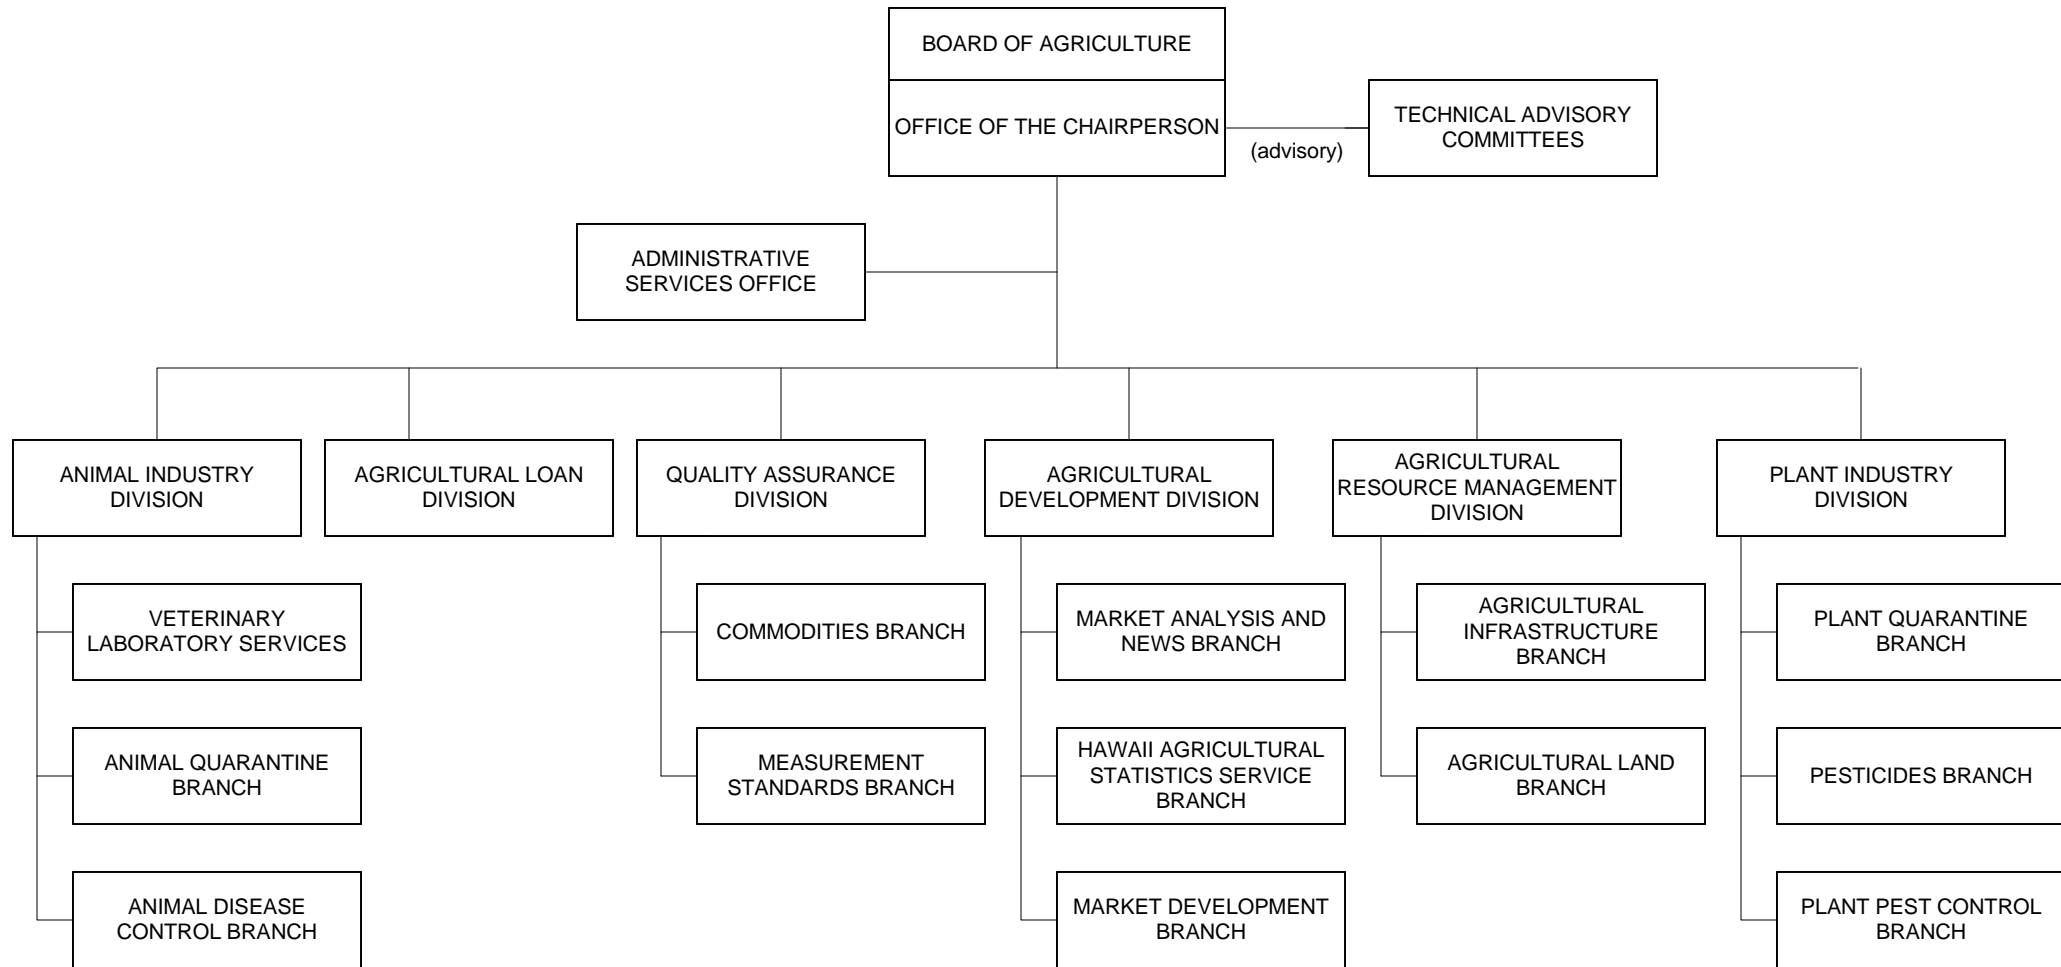 BOARD OF AGRICULTURE
OFFICE OF THE CHAIRPERSON
(advisory)
TECHNICAL ADVISORY
COMMITTEES
ADMINISTRATIVE
SERVICES OFFICE
ANIMAL INDUSTRY
DIVISION
AGRICULTURAL LOAN
DIVISION
QUALITY ASSURANCE
DIVISION
AGRICULTURAL
DEVELOPMENT DIVISION
AGRICULTURAL
RESOURCE MANAGEMENT
DIVISION
PLANT INDUSTRY
DIVISION
VETERINARY
LABORATORY SERVICES
COMMODITIES BRANCH
MARKET ANALYSIS AND
NEWS BRANCH
AGRICULTURAL
INFRASTRUCTURE
BRANCH
PLANT QUARANTINE
BRANCH
ANIMAL QUARANTINE
BRANCH
MEASUREMENT
STANDARDS BRANCH
HAWAII AGRICULTURAL
STATISTICS SERVICE
BRANCH
AGRICULTURAL LAND
BRANCH
PESTICIDES BRANCH
ANIMAL DISEASE
CONTROL BRANCH
MARKET DEVELOPMENT
BRANCH
PLANT PEST CONTROL
BRANCH